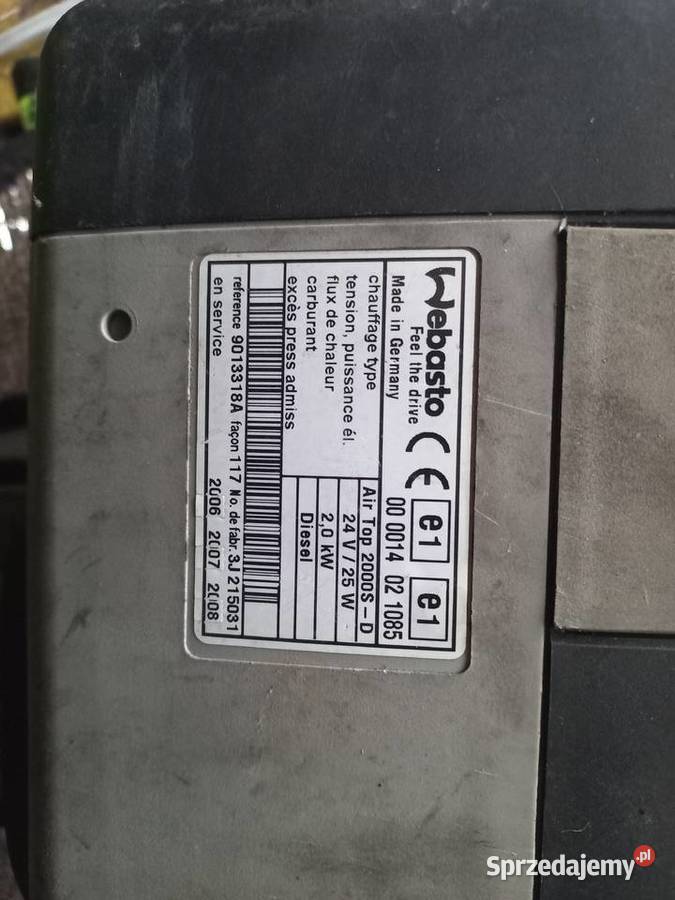 Webasto
Feel the drive
Made in Germany
CE e1 e1
00 0014 02 1085
chauffage type Air Top 2000S – D
tension, puissance él. 24 V / 25 W
flux de chaleur 2,0 kW
carburant Diesel
excès press admiss
reference 9013318A façon 117 No. de fabr. 3J 215031
en service 2006 2007 2008
Sprzedajemy.pl